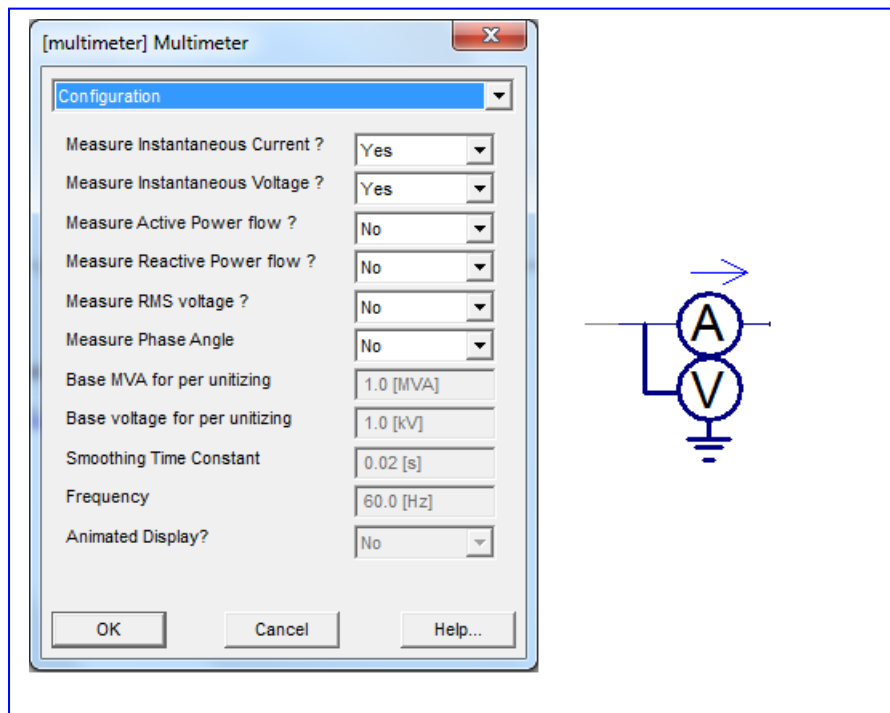 [multimeter] Multimeter
Configuration
Measure Instantaneous Current ? Yes
Measure Instantaneous Voltage ? Yes
Measure Active Power flow ? No
Measure Reactive Power flow ? No
Measure RMS voltage ? No
Measure Phase Angle No
Base MVA for per unitizing 1.0 [MVA]
Base voltage for per unitizing 1.0 [kV]
Smoothing Time Constant 0.02 [s]
Frequency 60.0 [Hz]
Animated Display? No
OK Cancel Help...
A
V